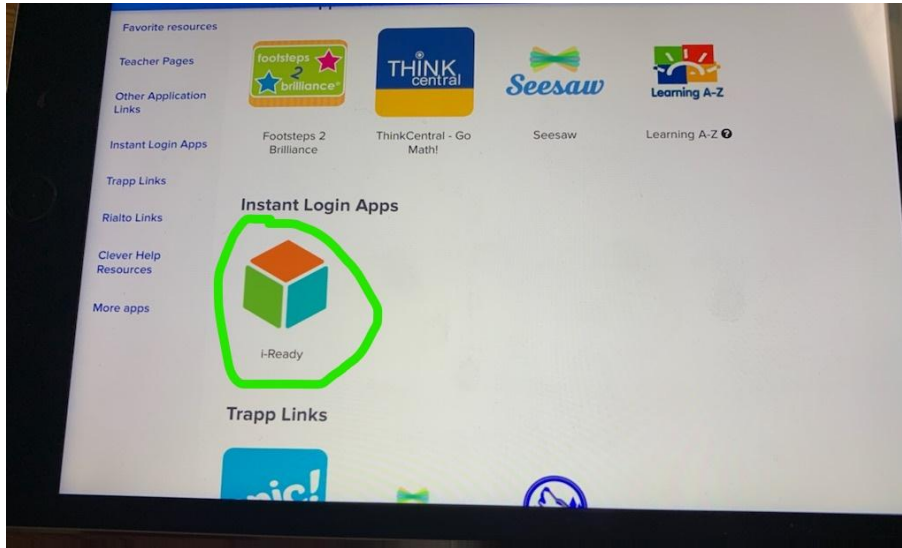 Favorite resources
Teacher Pages
Other Application
Links
Instant Login Apps
Trapp Links
Rialto Links
Clever Help
Resources
More apps
footsteps
2
brilliance®
THINK
central
Seesaw
Learning A-Z
Footsteps 2
Brilliance
ThinkCentral - Go
Math!
Seesaw
Learning A-Z ?
Instant Login Apps
i-Ready
Trapp Links